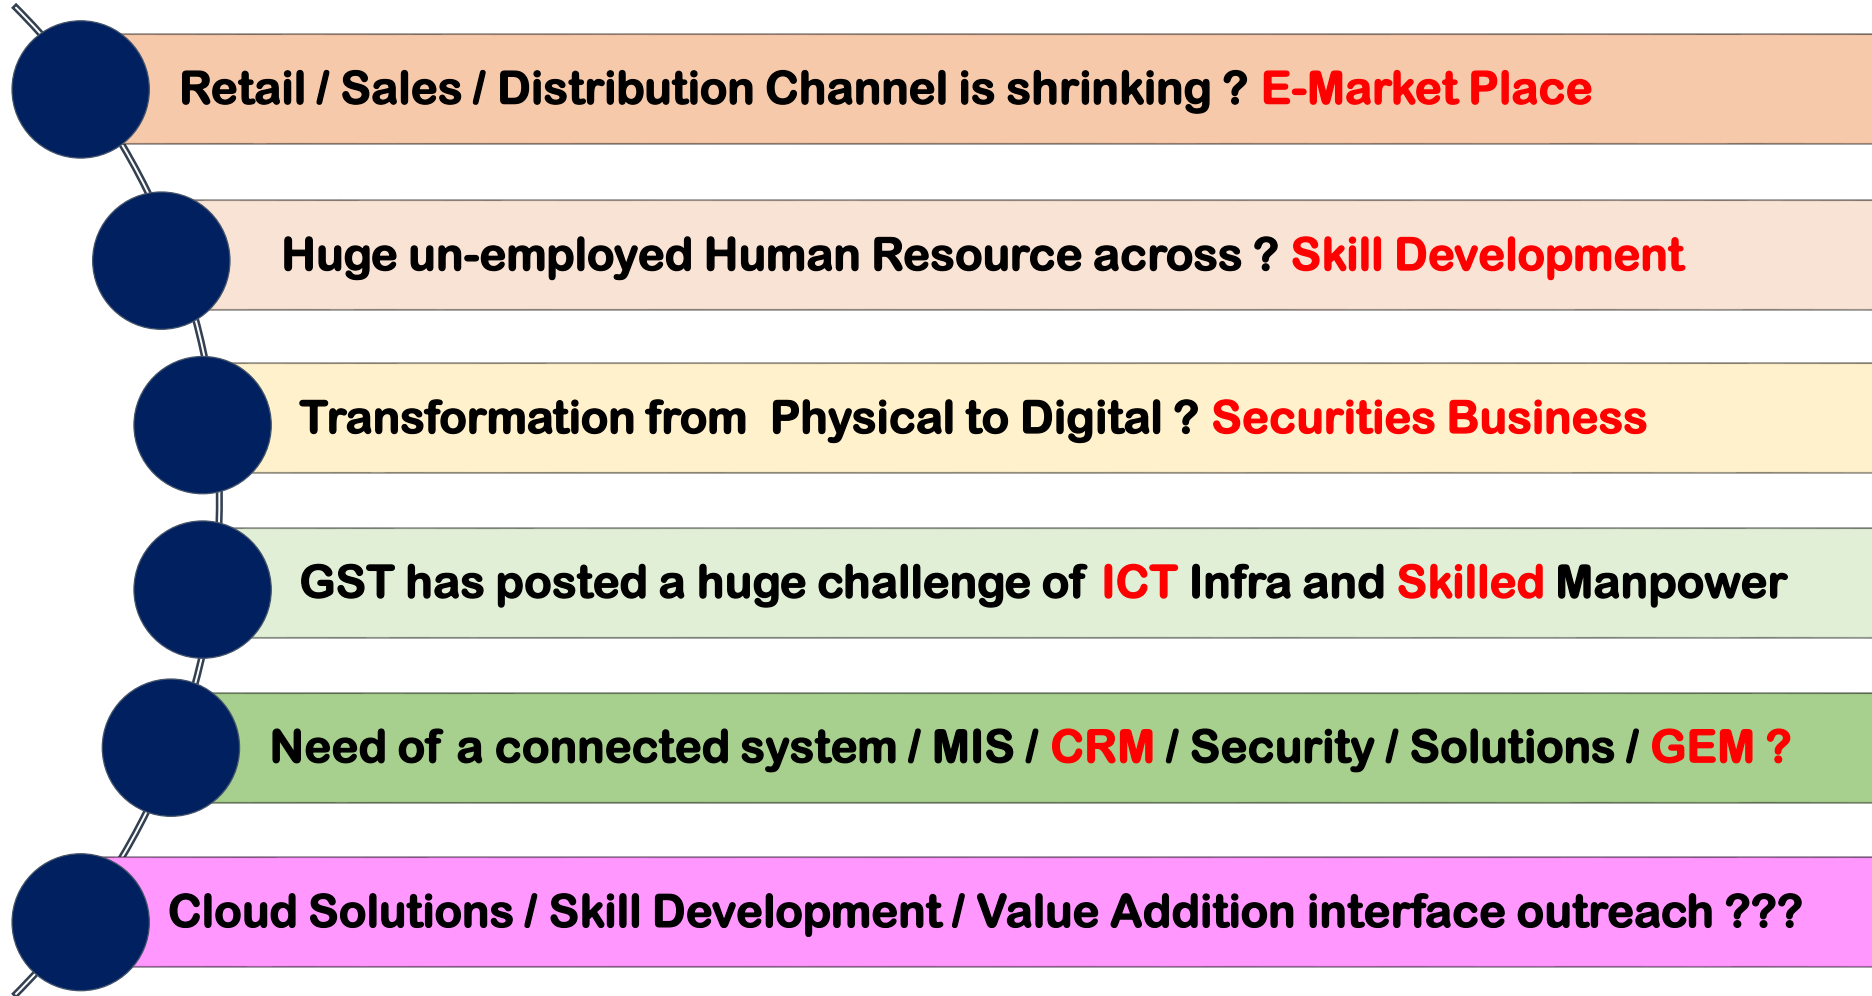 Retail / Sales / Distribution Channel is shrinking ? E-Market Place
Huge un-employed Human Resource across ? Skill Development
Transformation from  Physical to Digital ? Securities Business
GST has posted a huge challenge of ICT Infra and Skilled Manpower
Need of a connected system / MIS / CRM / Security / Solutions / GEM ?
Cloud Solutions / Skill Development / Value Addition interface outreach ???